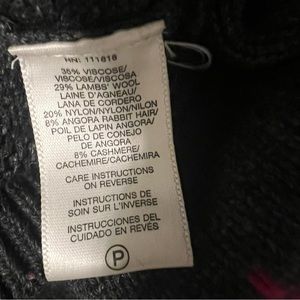 RN: 111818
35% VISCOSE/
VISCOSE/VISCOSA
29% LAMBS' WOOL
LAINE D'AGNEAU/
LANA DE CORDERO
20% NYLON/NYLON/NILON
8% ANGORA RABBIT HAIR/
POIL DE LAPIN ANGORA/
PELO DE CONEJO
DE ANGORA
8% CASHMERE/
CACHEMIRE/CACHEMIRA
CARE INSTRUCTIONS
ON REVERSE
INSTRUCTIONS DE
SOIN SUR L'INVERSE
INSTRUCCIONES DEL
CUIDADO EN REVÉS
P